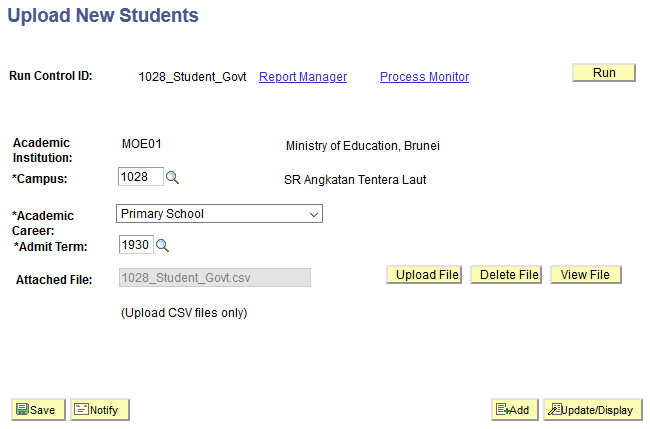 Upload New Students
Run Control ID: 1028_Student_Govt Report Manager Process Monitor Run
Academic Institution: MOE01 Ministry of Education, Brunei
*Campus: 1028 SR Angkatan Tentera Laut
*Academic Career: Primary School
*Admit Term: 1930
Attached File: 1028_Student_Govt.csv Upload File Delete File View File
(Upload CSV files only)
Save Notify Add Update/Display